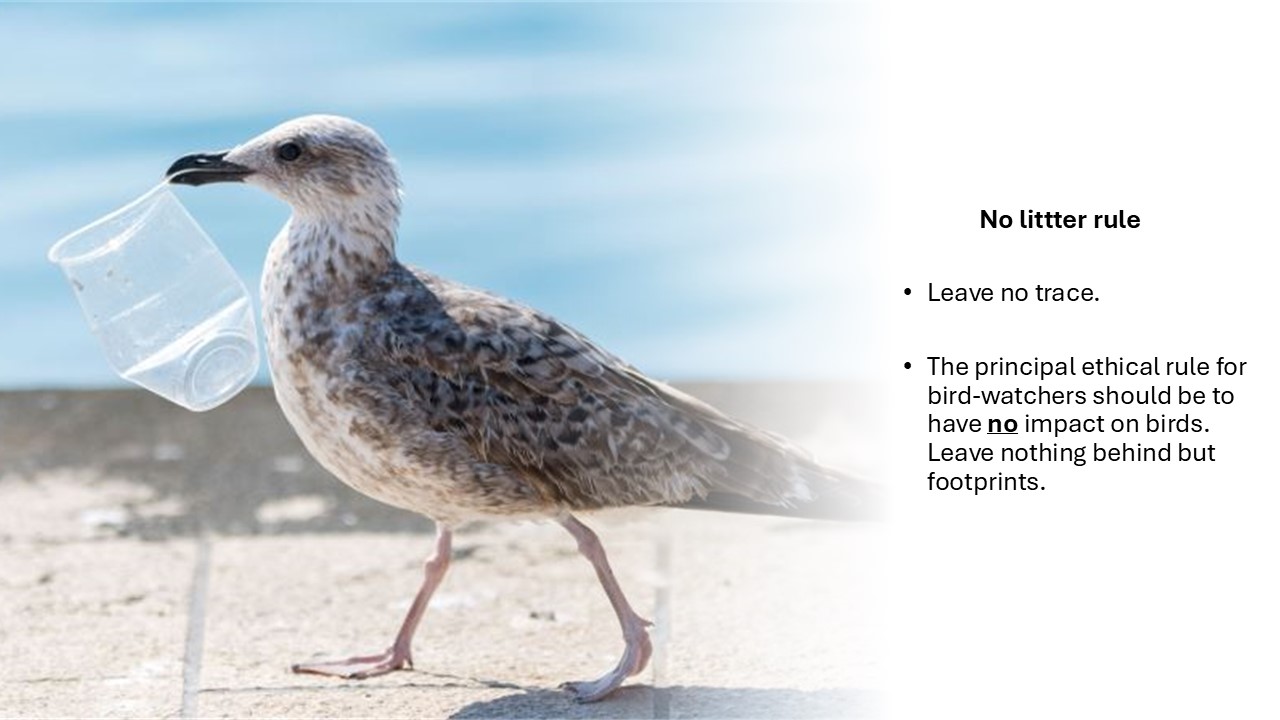 No littter rule
• Leave no trace.
• The principal ethical rule for
bird-watchers should be to
have no impact on birds.
Leave nothing behind but
footprints.